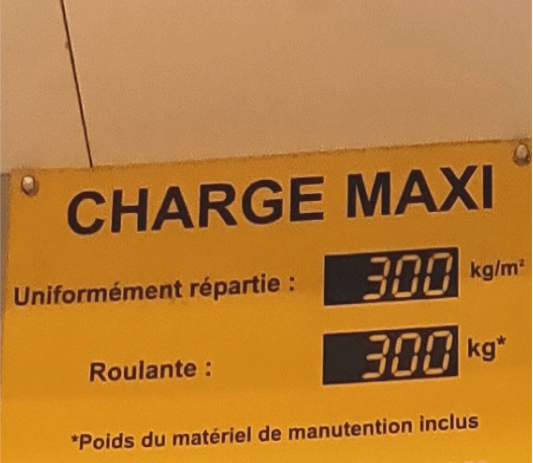 CHARGE MAXI
Uniformément répartie : 300 kg/m²
Roulante : 300 kg*
*Poids du matériel de manutention inclus